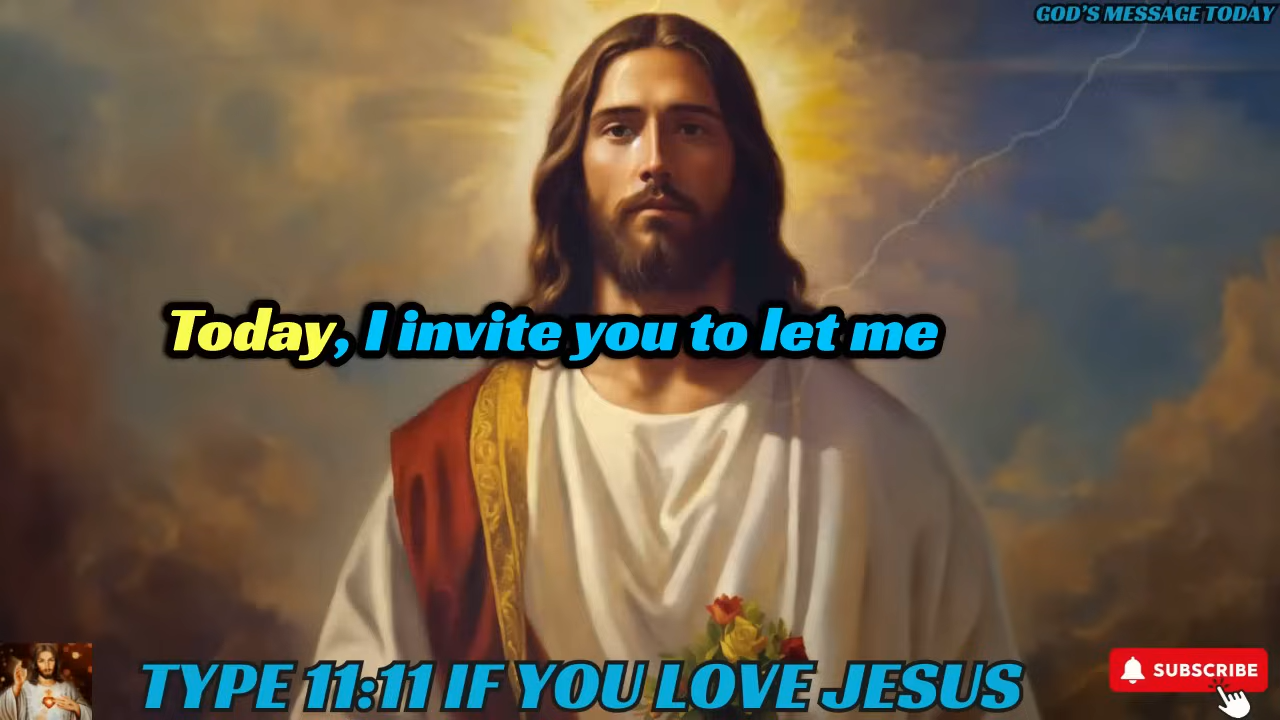 GOD'S MESSAGE TODAY
Today, I invite you to let me
TYPE 11:11 IF YOU LOVE JESUS
SUBSCRIBE